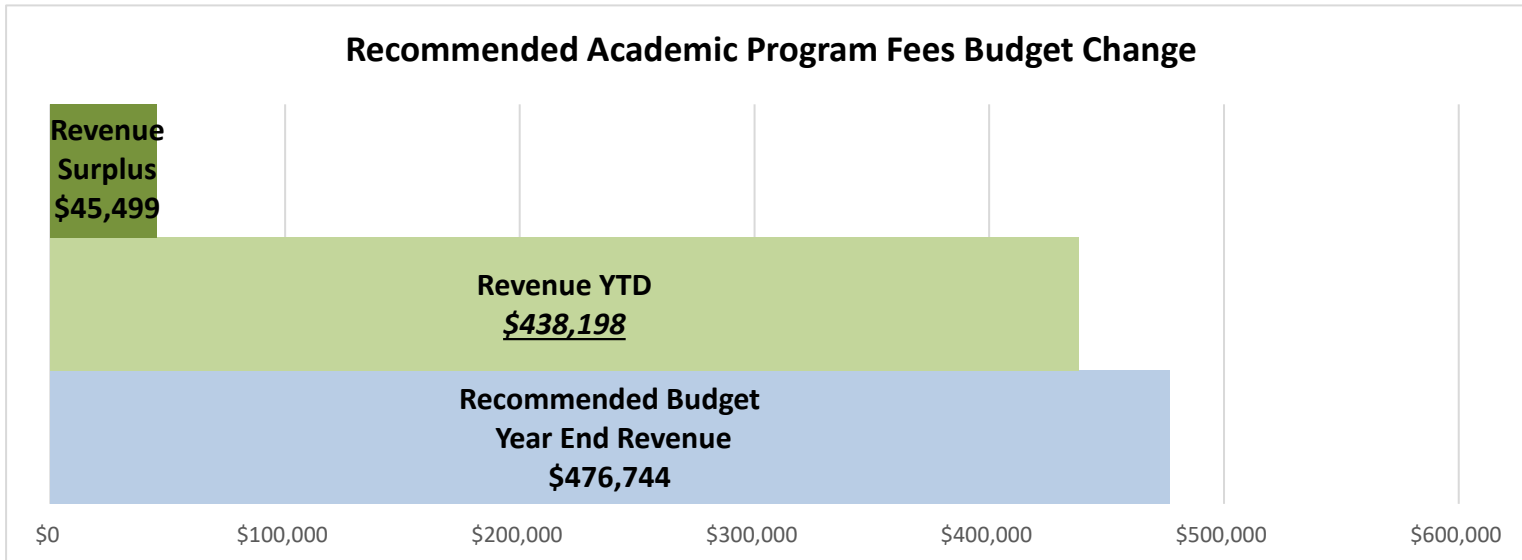 Recommended Academic Program Fees Budget Change
Revenue
Surplus
$45,499
Revenue YTD
$438,198
Recommended Budget
Year End Revenue
$476,744
$0 $100,000 $200,000 $300,000 $400,000 $500,000 $600,000